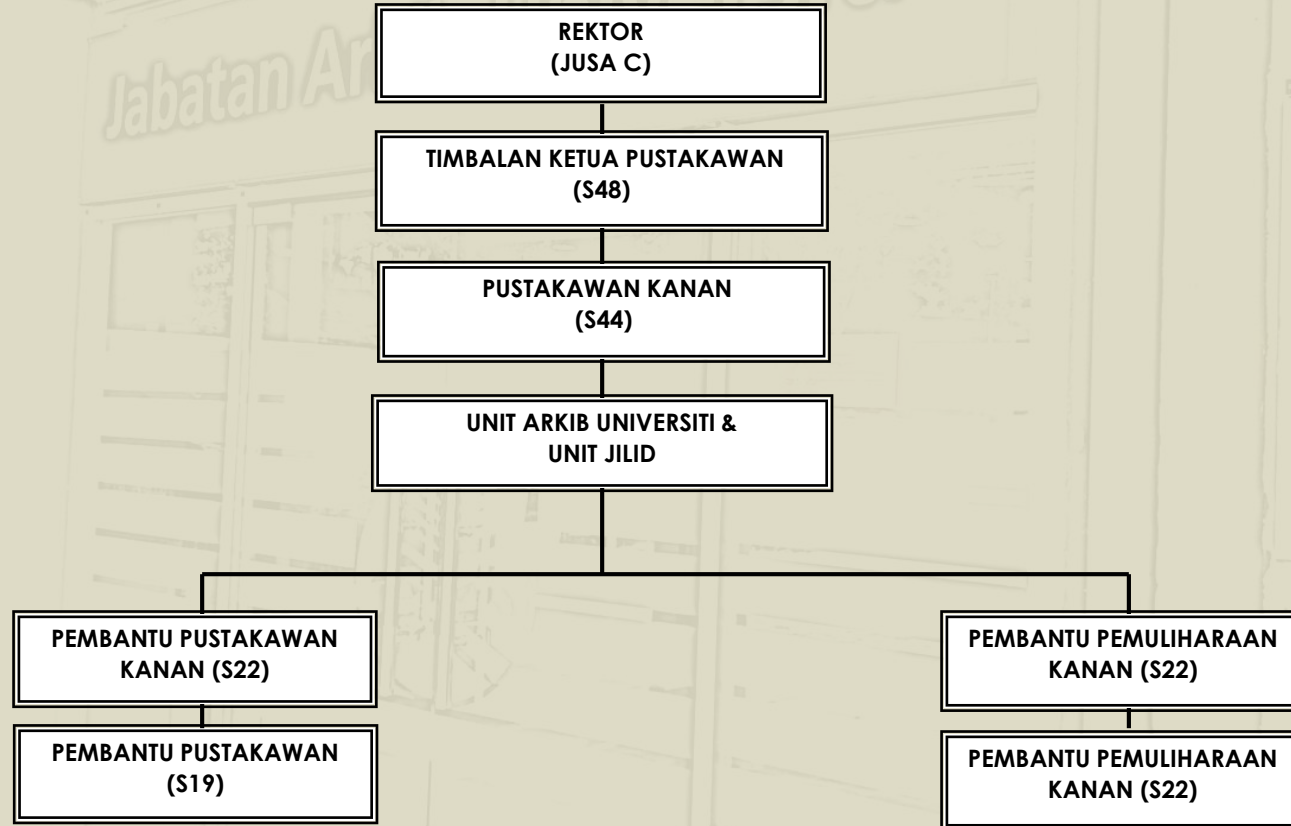 Jabatan Ar
REKTOR
(JUSA C)
TIMBALAN KETUA PUSTAKAWAN
(S48)
PUSTAKAWAN KANAN
(S44)
UNIT ARKIB UNIVERSITI &
UNIT JILID
PEMBANTU PUSTAKAWAN
KANAN (S22)
PEMBANTU PUSTAKAWAN
(S19)
PEMBANTU PEMULIHARAAN
KANAN (S22)
PEMBANTU PEMULIHARAAN
KANAN (S22)